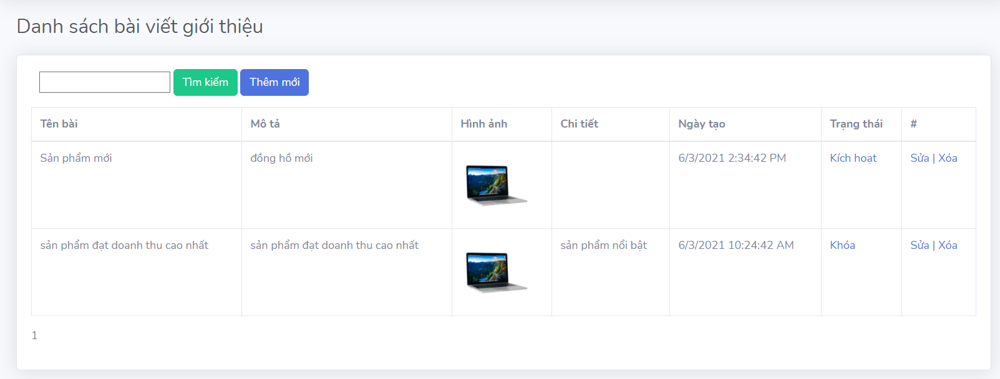 Danh sách bài viết giới thiệu
Tìm kiếm Thêm mới
Tên bài Mô tả Hình ảnh Chi tiết Ngày tạo Trạng thái #
Sản phẩm mới đồng hồ mới 6/3/2021 2:34:42 PM Kích hoạt Sửa | Xóa
sản phẩm đạt doanh thu cao nhất sản phẩm đạt doanh thu cao nhất sản phẩm nổi bật 6/3/2021 10:24:42 AM Khóa Sửa | Xóa
1